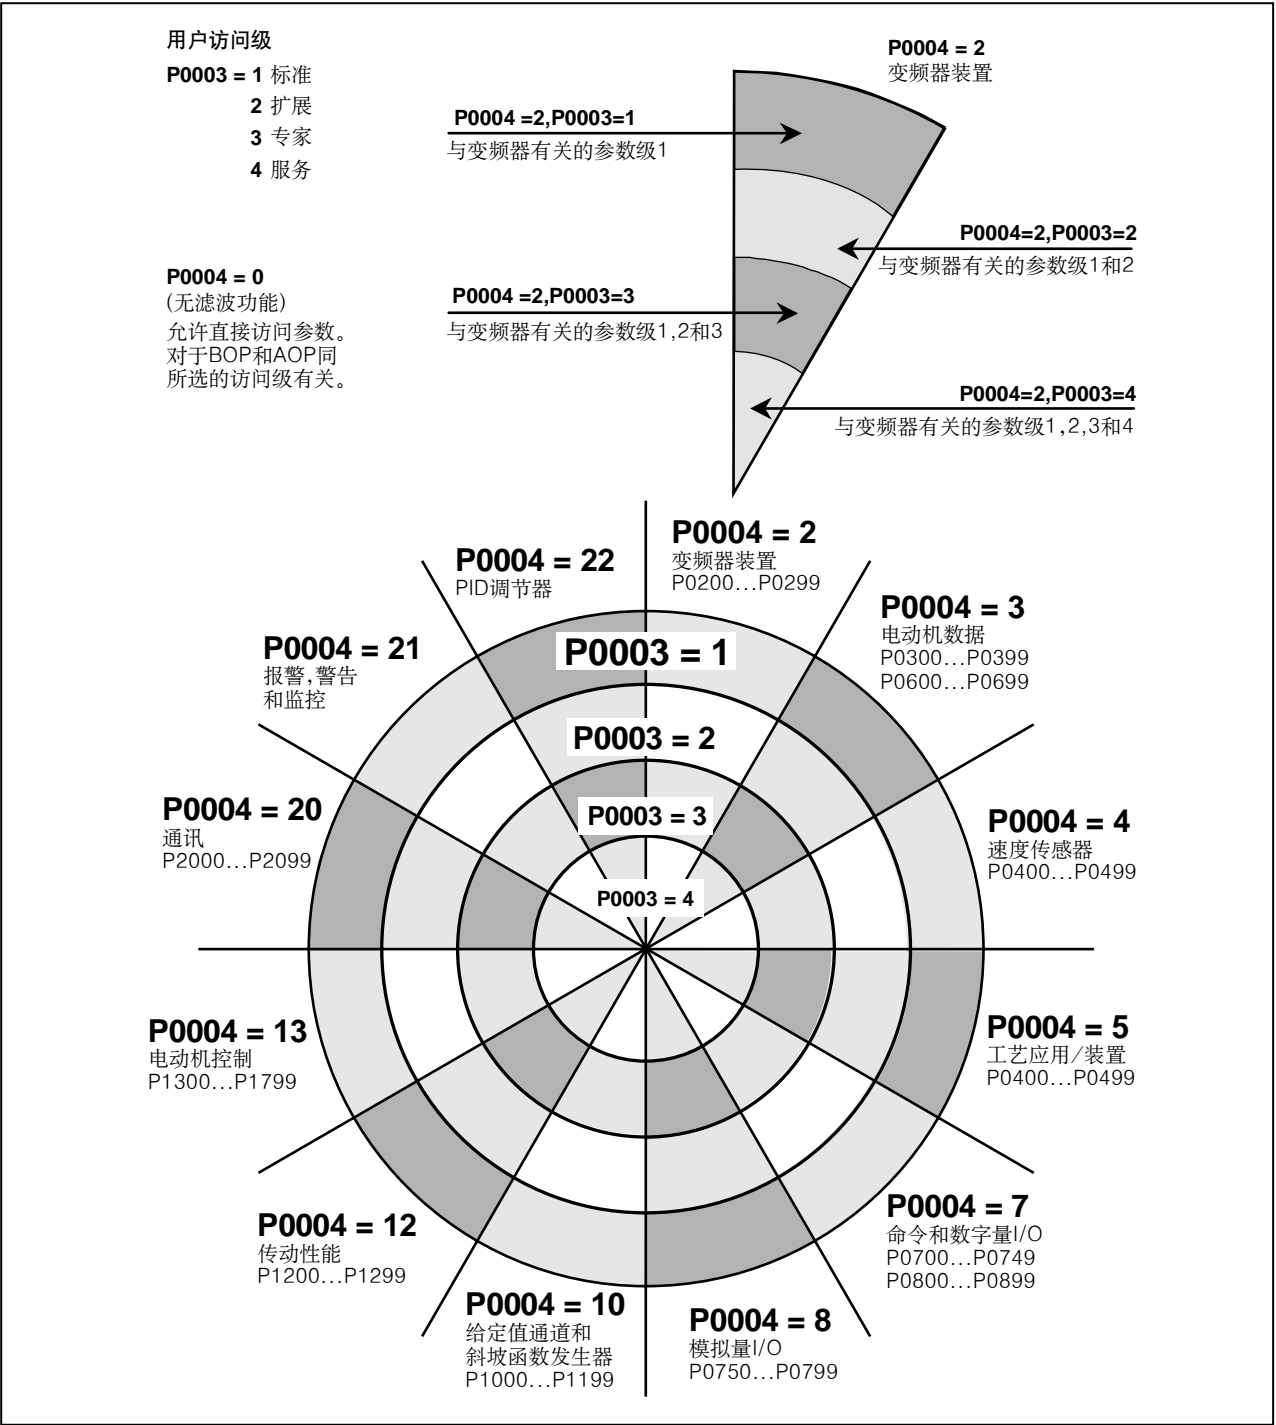 用户访问级
P0003 = 1 标准
2 扩展
3 专家
4 服务
P0004 = 0
(无滤波功能)
允许直接访问参数。
对于BOP和AOP同
所选的访问级有关。
P0004 = 2
变频器装置
P0004 =2,P0003=1
与变频器有关的参数级1
P0004=2,P0003=2
与变频器有关的参数级1和2
P0004 =2,P0003=3
与变频器有关的参数级1,2和3
P0004=2,P0003=4
与变频器有关的参数级1,2,3和4
P0004 = 2
变频器装置
P0200...P0299
P0004 = 3
电动机数据
P0300...P0399
P0600...P0699
P0004 = 4
速度传感器
P0400...P0499
P0004 = 5
工艺应用/装置
P0400...P0499
P0004 = 7
命令和数字量I/O
P0700...P0749
P0800...P0899
P0004 = 8
模拟量I/O
P0750...P0799
P0004 = 10
给定值通道和
斜坡函数发生器
P1000...P1199
P0004 = 12
传动性能
P1200...P1299
P0004 = 13
电动机控制
P1300...P1799
P0004 = 20
通讯
P2000...P2099
P0004 = 21
报警,警告
和监控
P0004 = 22
PID调节器
P0003 = 1
P0003 = 2
P0003 = 3
P0003 = 4